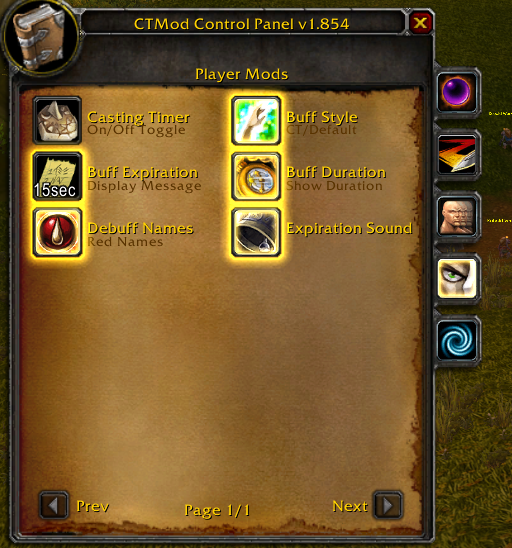 CTMod Control Panel v1.854
Player Mods
Casting Timer
On/Off Toggle
Buff Style
CT/Default
Buff Expiration
Display Message
15sec
Buff Duration
Show Duration
Debuff Names
Red Names
Expiration Sound
Prev
Page 1/1
Next